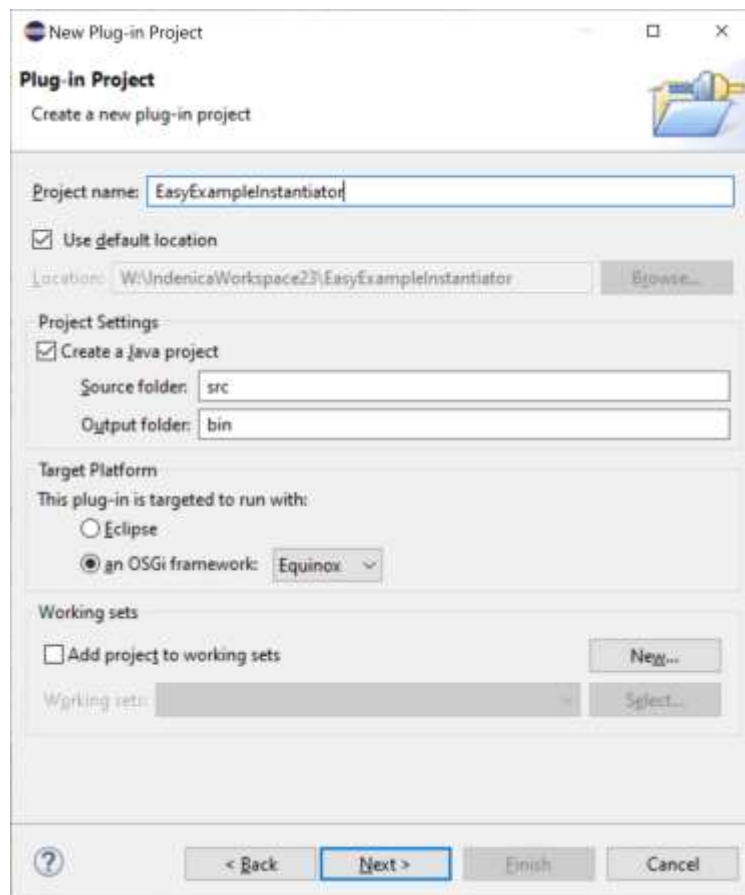 New Plug-in Project
Plug-in Project
Create a new plug-in project
Project name: EasyExampleInstantiator
Use default location
Location: W:\IndenicaWorkspace23\EasyExampleInstantiator Browse...
Project Settings
Create a Java project
Source folder: src
Output folder: bin
Target Platform
This plug-in is targeted to run with:
Eclipse
an OSGi framework: Equinox
Working sets
Add project to working sets New...
Working sets: Select...
< Back Next > Finish Cancel